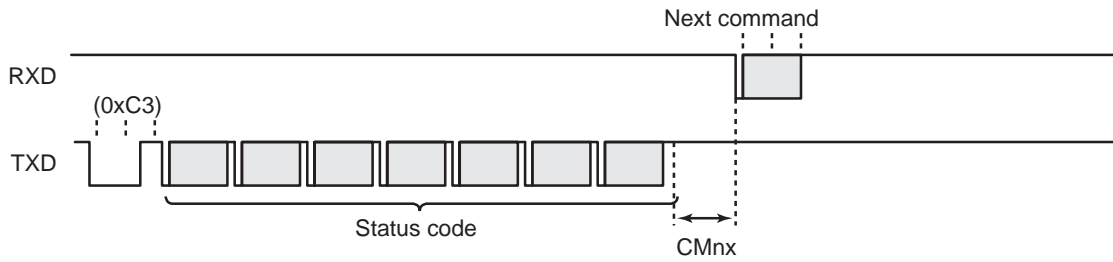 Next command
RXD
(0xC3)
TXD
Status code
CMnx